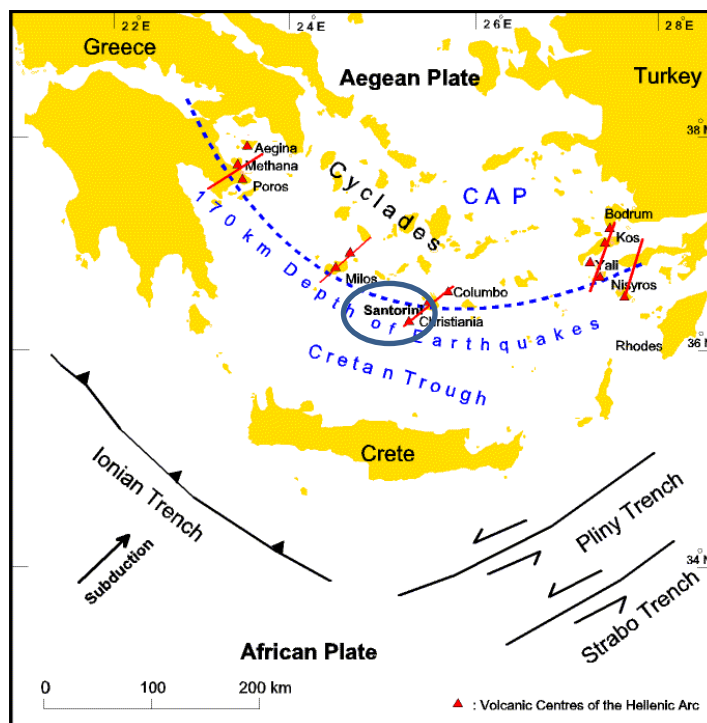 22 E
24 E
26 E
28 E
Greece
Aegean Plate
Turkey
38 N
Aegina
Methana
Poros
Cyclades
CAP
Bodrum
Kos
Yali
Nisyros
170 km Depth of Earthquakes
Milos
Columbo
Santorini
Christiania
Rhodes
36 N
Cretan Trough
Crete
Ionian Trench
Pliny Trench
Subduction
34 N
Strabo Trench
African Plate
0 100 200 km
: Volcanic Centres of the Hellenic Arc